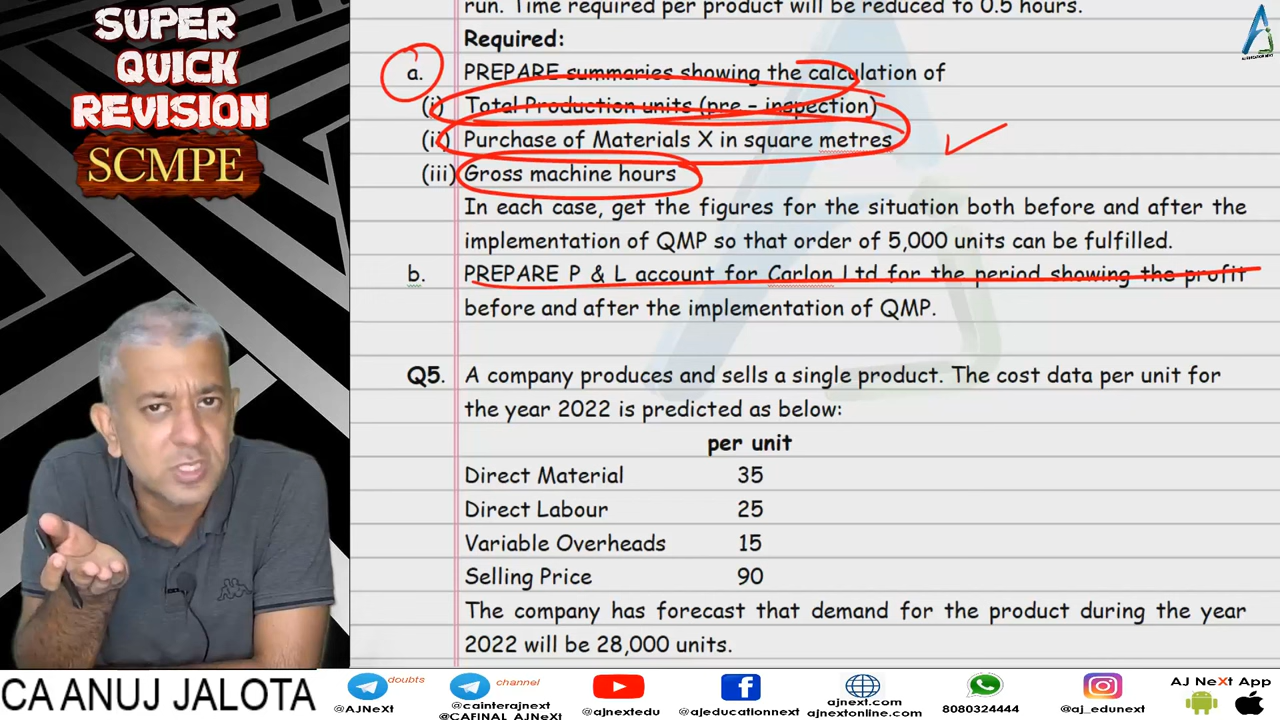 SUPER
QUICK
REVISION
SCMPE
run. Time required per product will be reduced to 0.5 hours.
Required:
a. PREPARE summaries showing the calculation of
(i) Total Production units (pre – inspection)
(ii) Purchase of Materials X in square metres
(iii) Gross machine hours
In each case, get the figures for the situation both before and after the
implementation of QMP so that order of 5,000 units can be fulfilled.
b. PREPARE P & L account for Carlon Ltd for the period showing the profit
before and after the implementation of QMP.
Q5. A company produces and sells a single product. The cost data per unit for
the year 2022 is predicted as below:
per unit
Direct Material 35
Direct Labour 25
Variable Overheads 15
Selling Price 90
The company has forecast that demand for the product during the year
2022 will be 28,000 units.
CA ANUJ JALOTA
doubts
@AJNeXt
channel
@cainterajnext
@CAFINAL_AJNeXt
@ajnextedu
@ajeducationnext
ajnext.com
ajnextonline.com
8080324444
@aj_edunext
AJ NeXt App